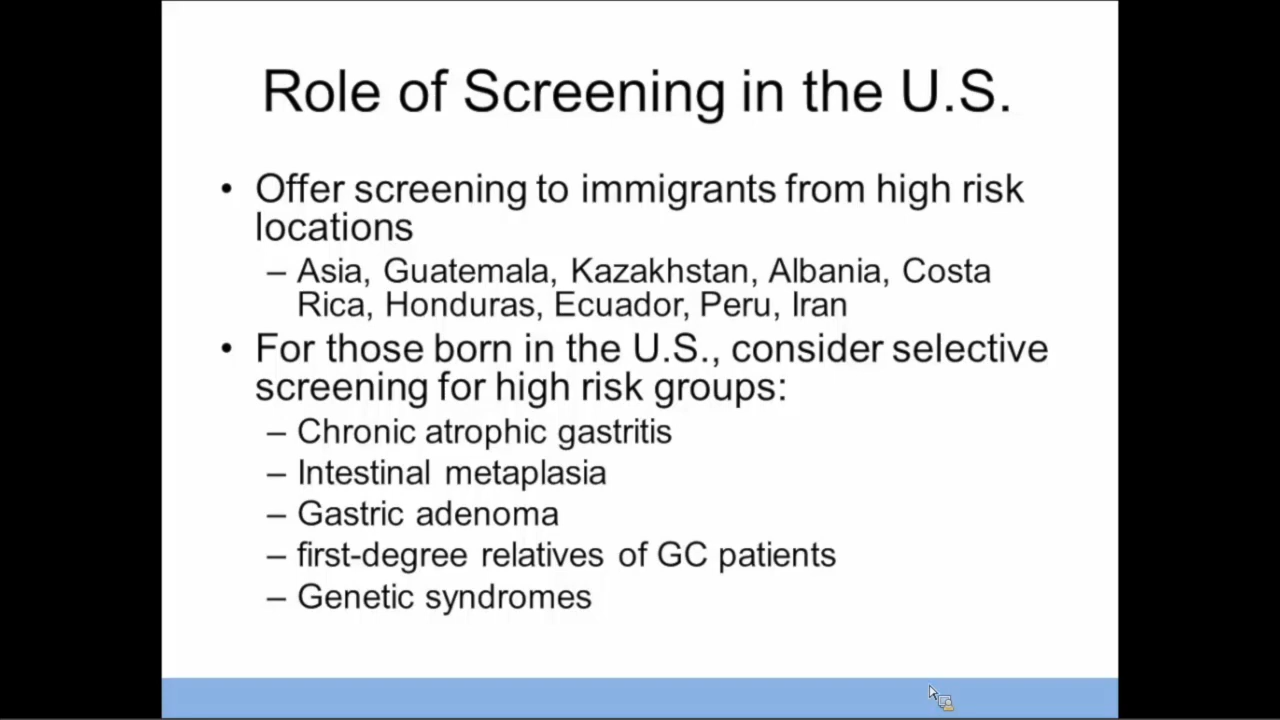 Role of Screening in the U.S.
• Offer screening to immigrants from high risk
locations
– Asia, Guatemala, Kazakhstan, Albania, Costa
Rica, Honduras, Ecuador, Peru, Iran
• For those born in the U.S., consider selective
screening for high risk groups:
– Chronic atrophic gastritis
– Intestinal metaplasia
– Gastric adenoma
– first-degree relatives of GC patients
– Genetic syndromes